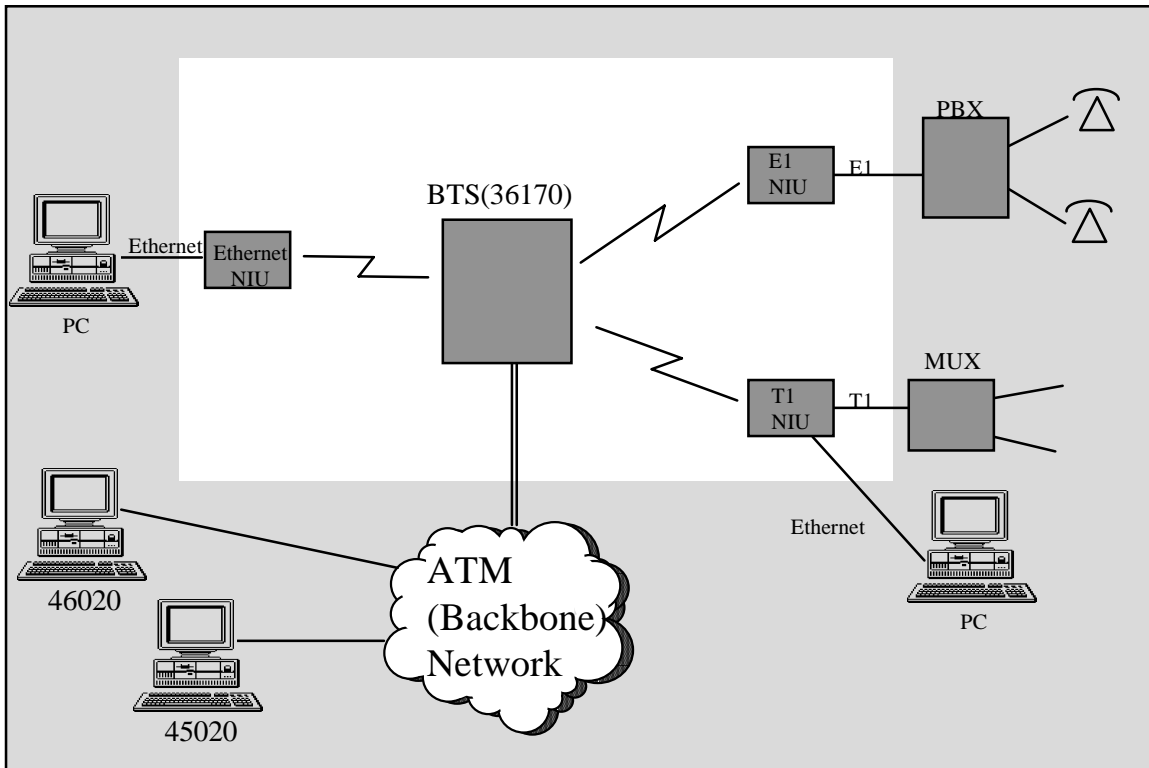 PBX
E1
NIU
E1
BTS(36170)
Ethernet
Ethernet
NIU
PC
MUX
T1
NIU
T1
Ethernet
PC
46020
45020
ATM
(Backbone)
Network